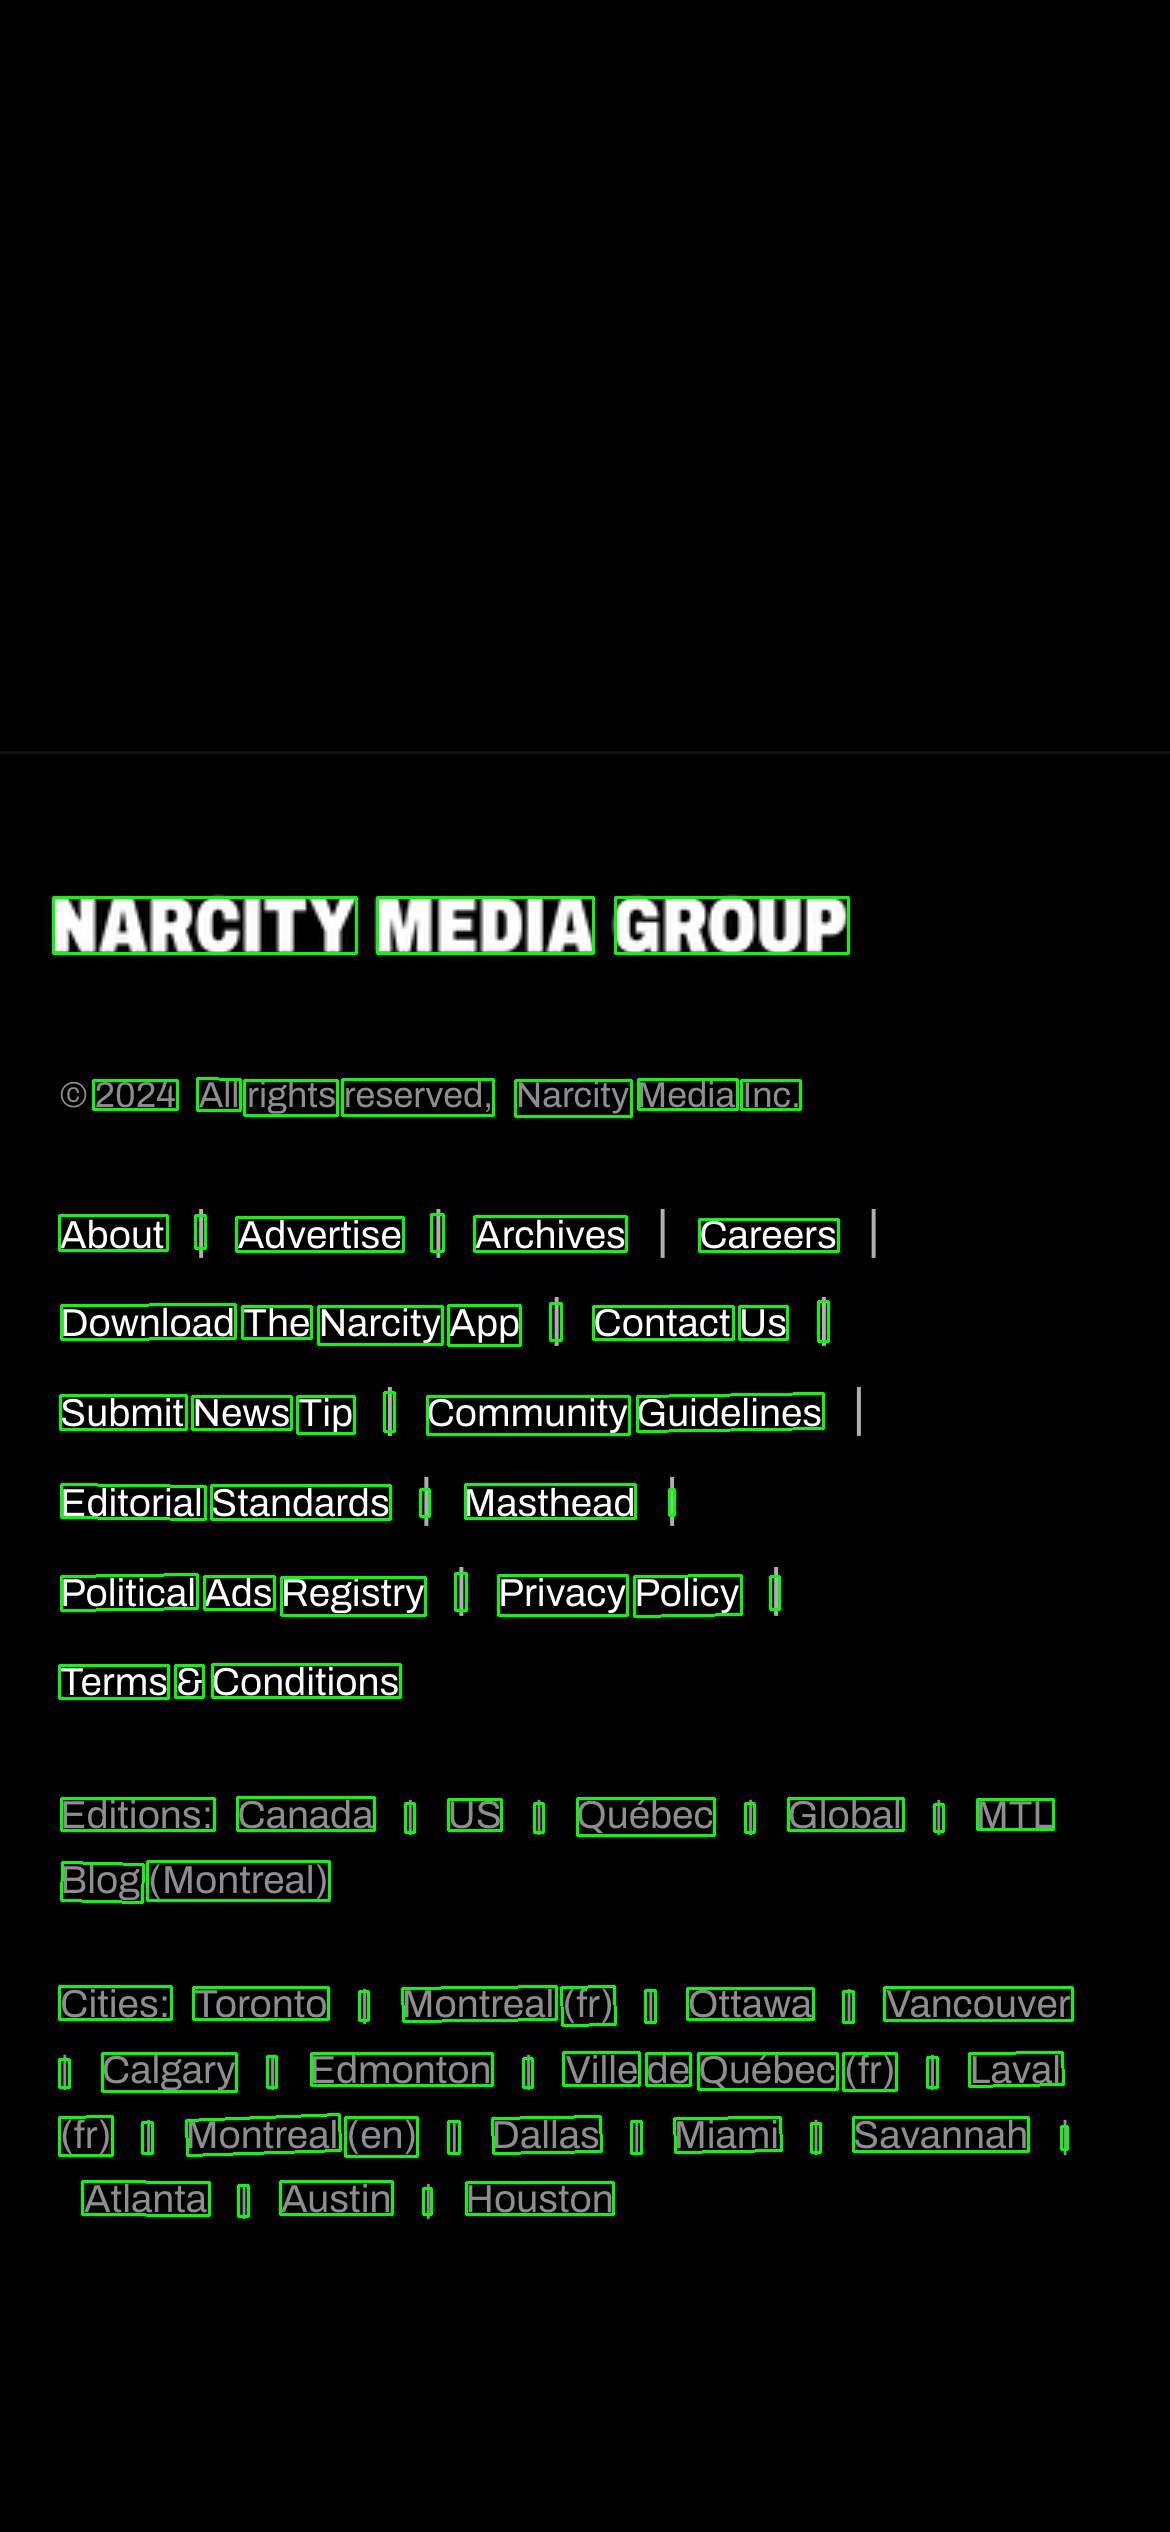 NARCITY MEDIA GROUP
© 2024 All rights reserved, Narcity Media Inc.
About | Advertise | Archives | Careers |
Download The Narcity App | Contact Us |
Submit News Tip | Community Guidelines |
Editorial Standards | Masthead |
Political Ads Registry | Privacy Policy |
Terms & Conditions
Editions: Canada | US | Québec | Global | MTL
Blog (Montreal)
Cities: Toronto | Montreal (fr) | Ottawa | Vancouver
| Calgary | Edmonton | Ville de Québec (fr) | Laval
(fr) | Montreal (en) | Dallas | Miami | Savannah |
Atlanta | Austin | Houston